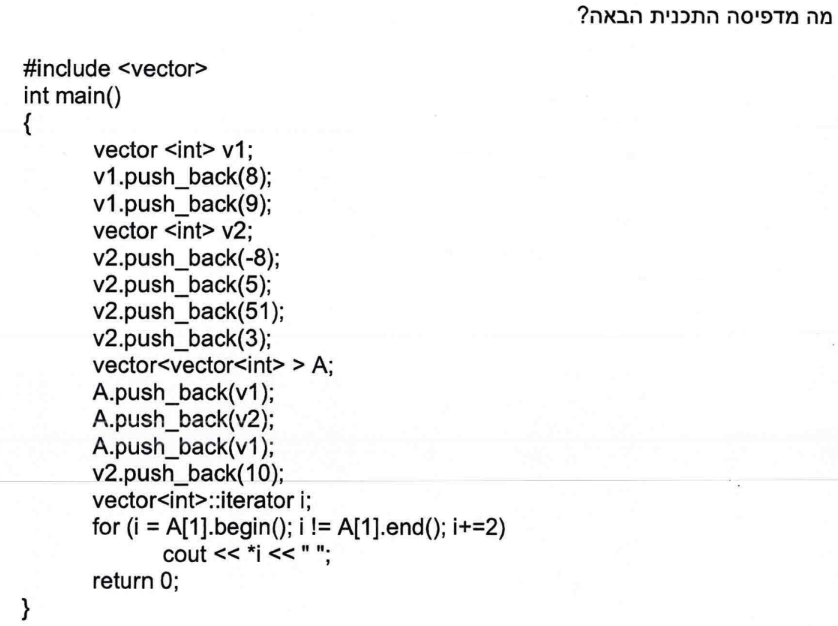 מה מדפיסה התכנית הבאה?
#include <vector>
int main()
{
vector <int> v1;
v1.push_back(8);
v1.push_back(9);
vector <int> v2;
v2.push_back(-8);
v2.push_back(5);
v2.push_back(51);
v2.push_back(3);
vector<vector<int> > A;
A.push_back(v1);
A.push_back(v2);
A.push_back(v1);
v2.push_back(10);
vector<int>::iterator i;
for (i = A[1].begin(); i != A[1].end(); i+=2)
cout << *i << " ";
return 0;
}